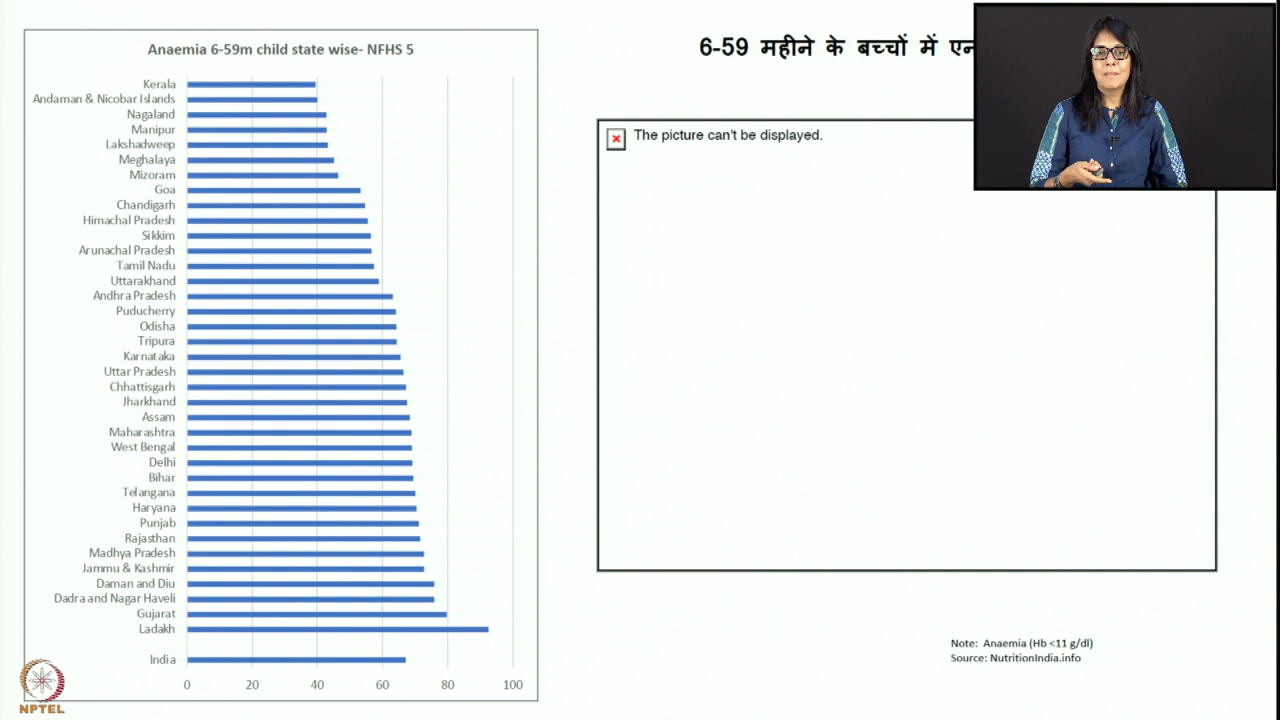 Anaemia 6-59m child state wise- NFHS 5
Kerala
Andaman & Nicobar Islands
Nagaland
Manipur
Lakshadweep
Meghalaya
Mizoram
Goa
Chandigarh
Himachal Pradesh
Sikkim
Arunachal Pradesh
Tamil Nadu
Uttarakhand
Andhra Pradesh
Puducherry
Odisha
Tripura
Karnataka
Uttar Pradesh
Chhattisgarh
Jharkhand
Assam
Maharashtra
West Bengal
Delhi
Bihar
Telangana
Haryana
Punjab
Rajasthan
Madhya Pradesh
Jammu & Kashmir
Daman and Diu
Dadra and Nagar Haveli
Gujarat
Ladakh
India
0 20 40 60 80 100
NPTEL
6-59 महीने के बच्चों में
The picture can't be displayed.
Note: Anaemia (Hb <11 g/dl)
Source: NutritionIndia.info